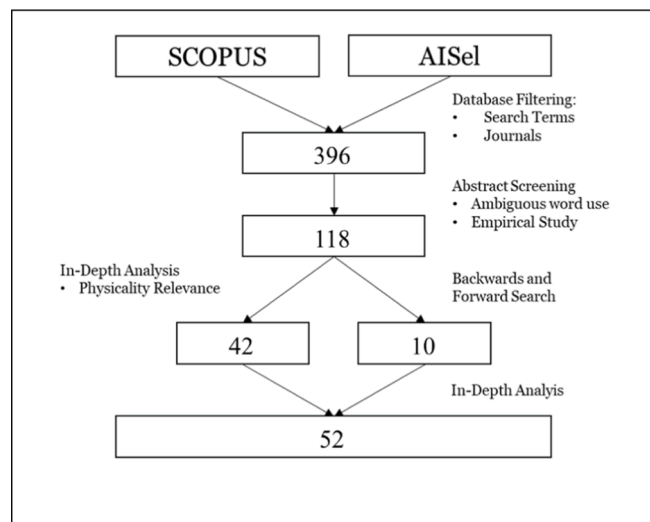 SCOPUS
AISel
Database Filtering:
• Search Terms
• Journals
396
Abstract Screening
• Ambiguous word use
• Empirical Study
118
In-Depth Analysis
• Physicality Relevance
Backwards and
Forward Search
42
10
In-Depth Analyis
52